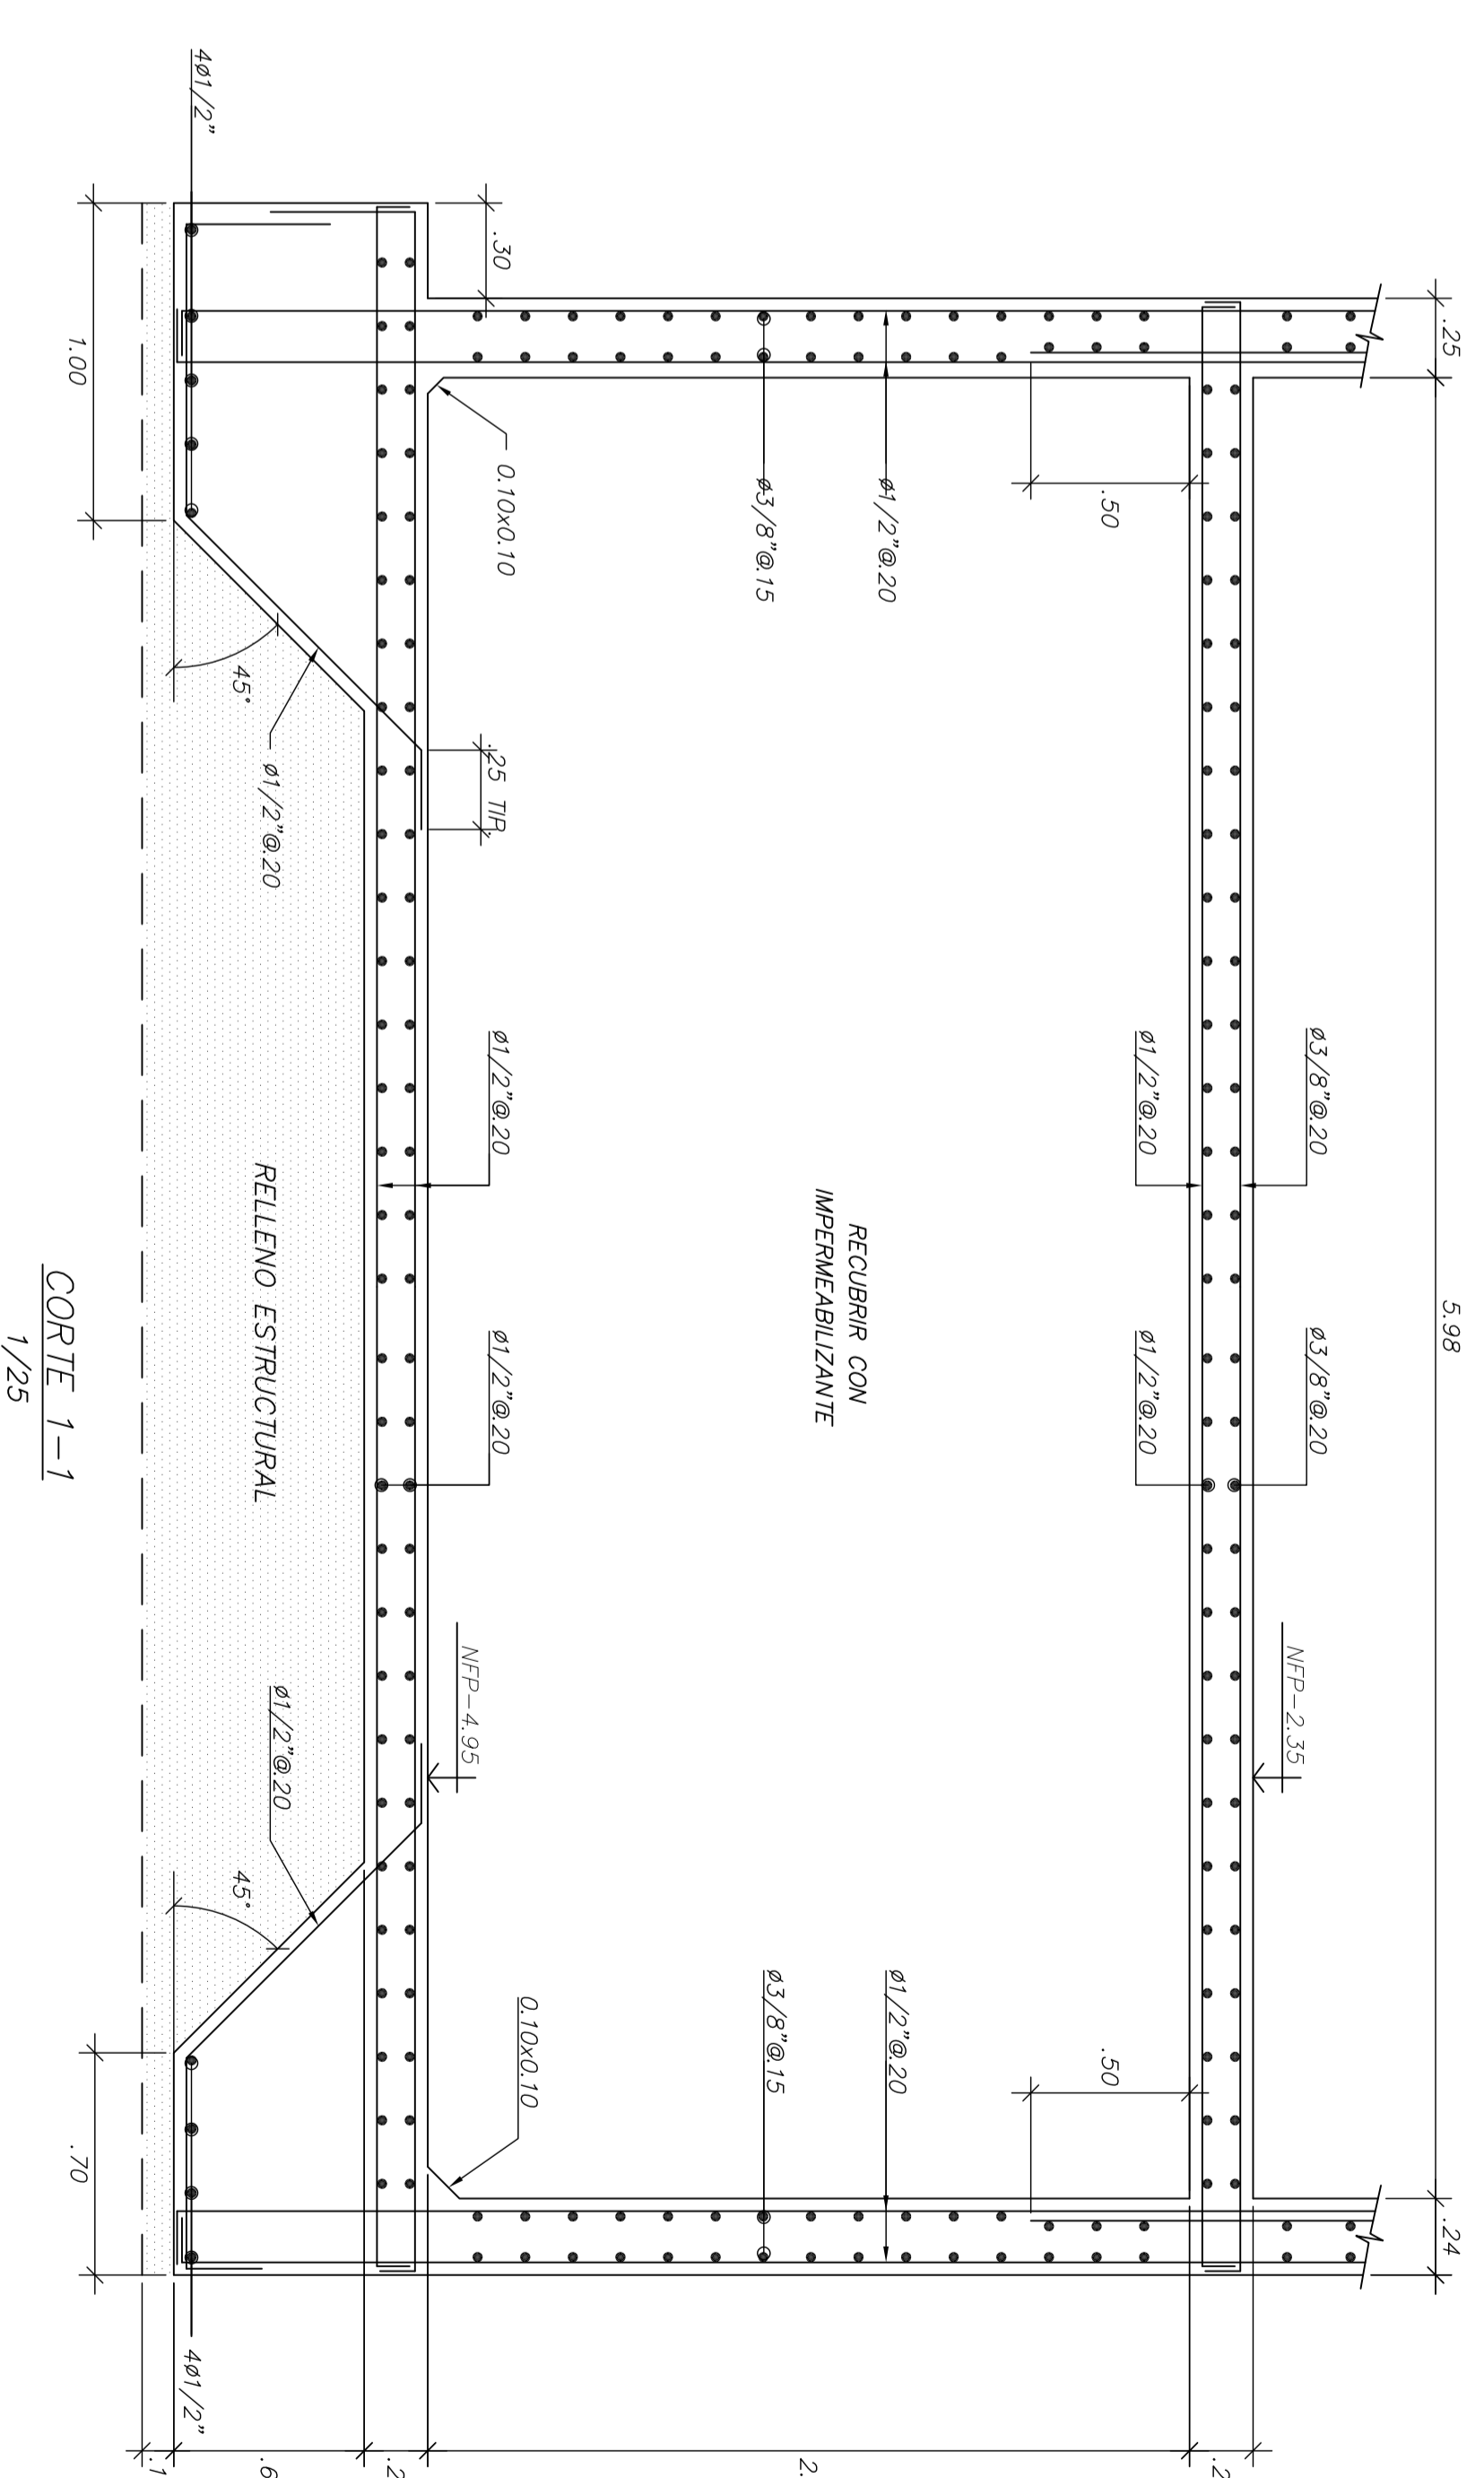 .25
5.98
.24
ø3/8"@.20
ø3/8"@.20
NFP-2.35
ø1/2"@.20
ø1/2"@.20
.50
.50
ø1/2"@.20
ø1/2"@.20
RECUBRIR CON
IMPERMEABILIZANTE
ø3/8"@.15
ø3/8"@.15
.30
0.10x0.10
0.10x0.10
.25 TIP.
ø1/2"@.20
ø1/2"@.20
NFP-4.95
45°
ø1/2"@.20
RELLENO ESTRUCTURAL
ø1/2"@.20
45°
4ø1/2"
4ø1/2"
1.00
.70
CORTE 1-1
1/25